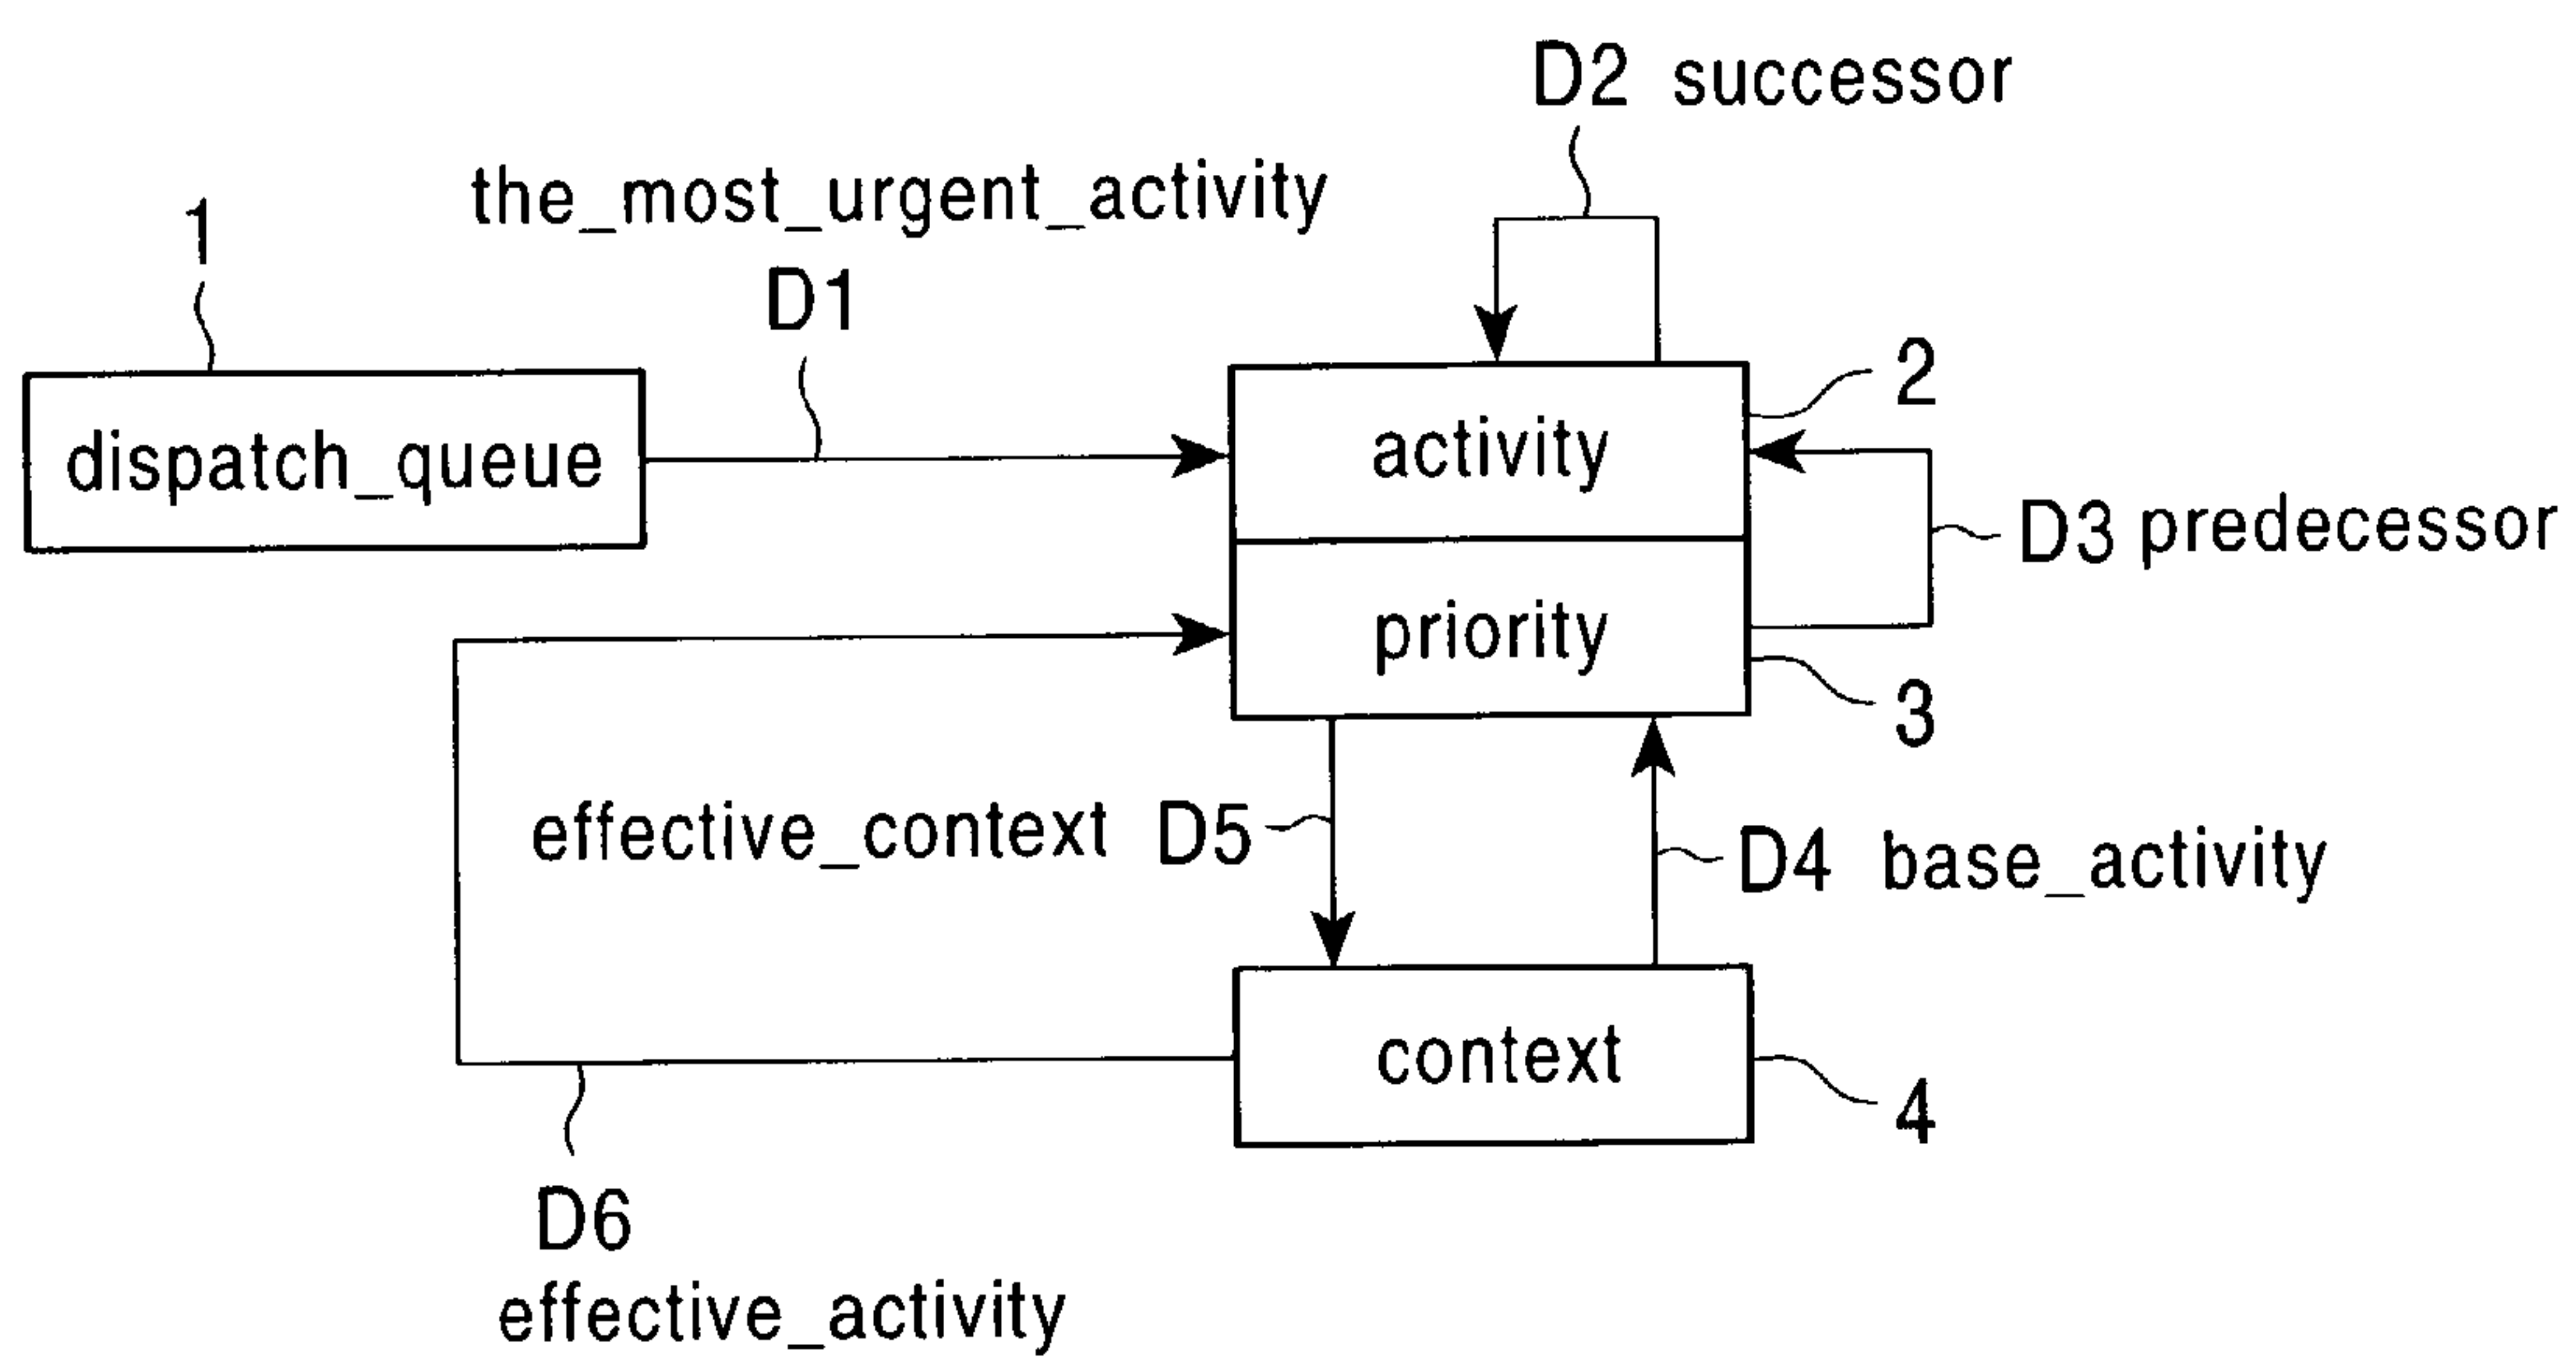 D2 successor
the_most_urgent_activity
1
D1
2
dispatch_queue
activity
D3 predecessor
priority
3
effective_context D5
D4 base_activity
context
4
D6
effective_activity